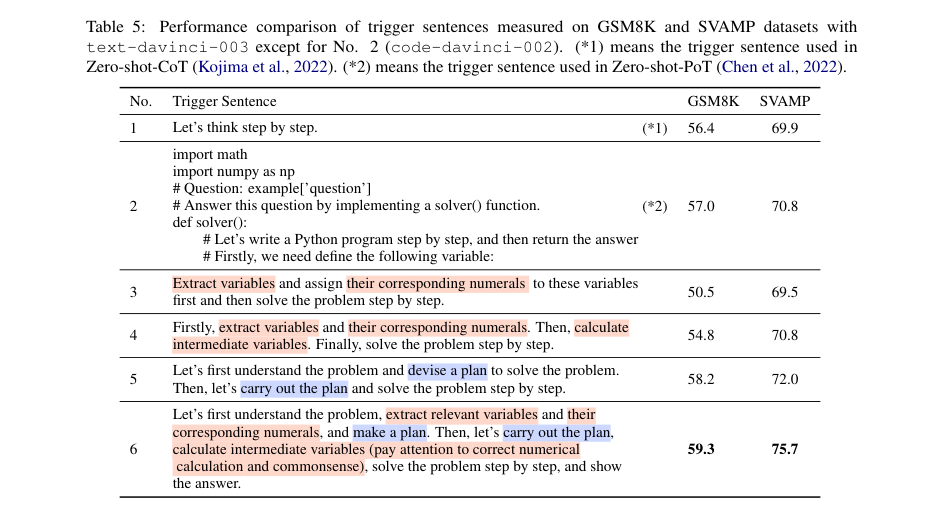 Table 5: Performance comparison of trigger sentences measured on GSM8K and SVAMP datasets with
text-davinci-003 except for No. 2 (code-davinci-002). (*1) means the trigger sentence used in
Zero-shot-CoT (Kojima et al., 2022). (*2) means the trigger sentence used in Zero-shot-PoT (Chen et al., 2022).
No. Trigger Sentence GSM8K SVAMP
1 Let's think step by step. (*1) 56.4 69.9
import math
import numpy as np
# Question: example['question']
2 # Answer this question by implementing a solver() function. (*2) 57.0 70.8
def solver():
# Let's write a Python program step by step, and then return the answer
# Firstly, we need define the following variable:
3 Extract variables and assign their corresponding numerals to these variables
first and then solve the problem step by step. 50.5 69.5
4 Firstly, extract variables and their corresponding numerals. Then, calculate
intermediate variables. Finally, solve the problem step by step. 54.8 70.8
5 Let's first understand the problem and devise a plan to solve the problem.
Then, let's carry out the plan and solve the problem step by step. 58.2 72.0
Let's first understand the problem, extract relevant variables and their
corresponding numerals, and make a plan. Then, let's carry out the plan,
6 calculate intermediate variables (pay attention to correct numerical 59.3 75.7
calculation and commonsense), solve the problem step by step, and show
the answer.